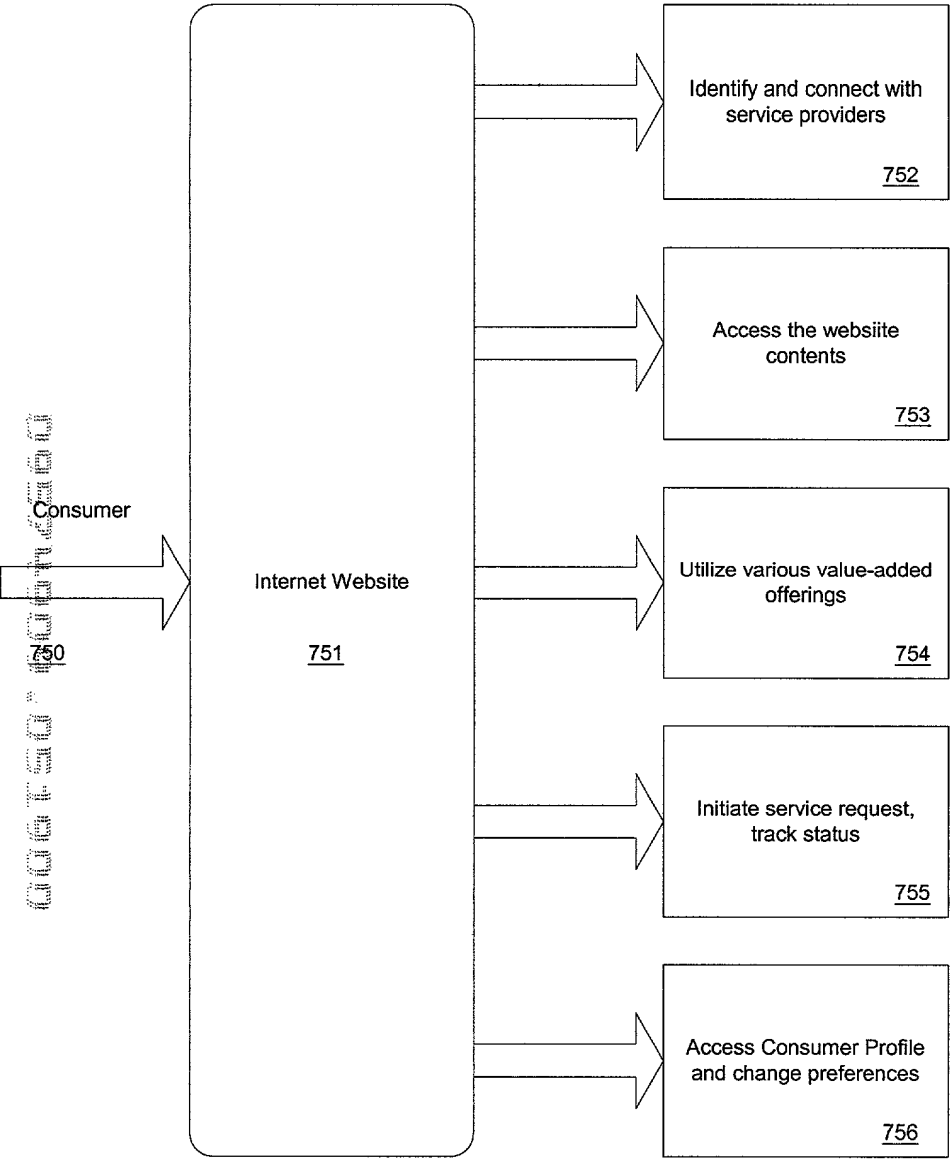 Identify and connect with
service providers
752
Access the websiite
contents
753
Consumer
750
Internet Website
751
Utilize various value-added
offerings
754
Initiate service request,
track status
755
Access Consumer Profile
and change preferences
756